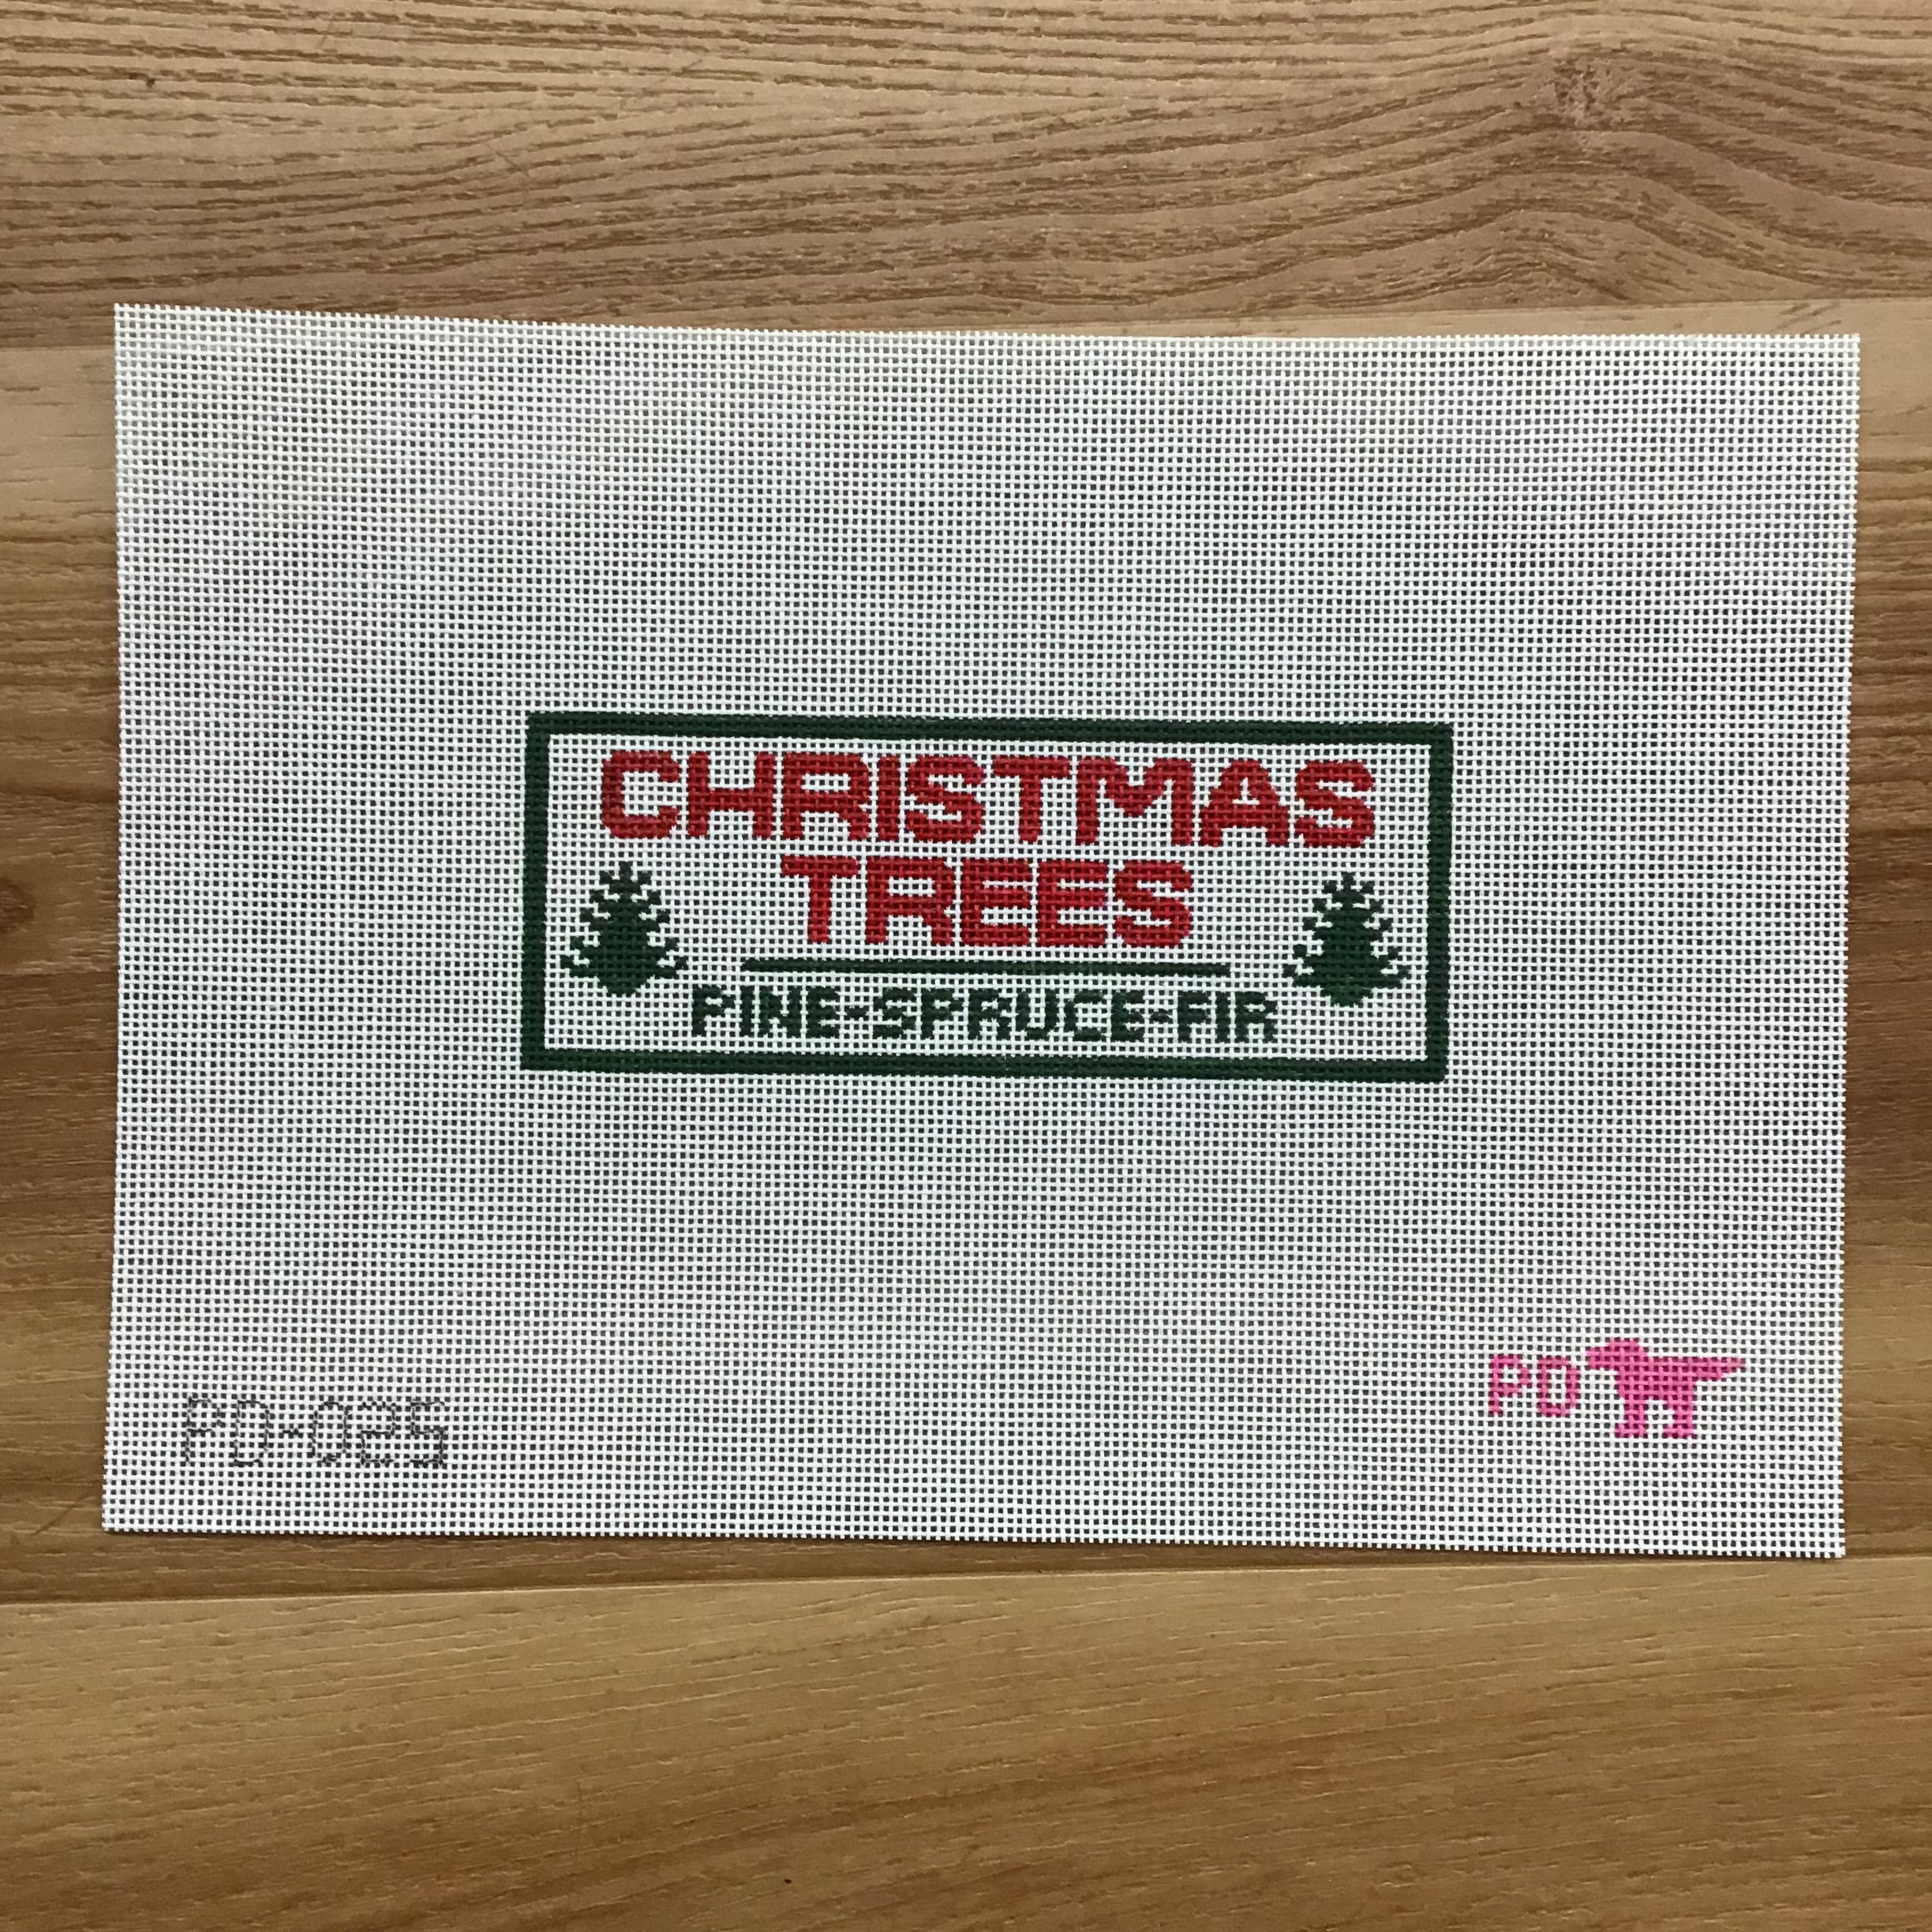 CHRISTMAS
TREES
PINE-SPRUCE-FIR
PD
PD-025